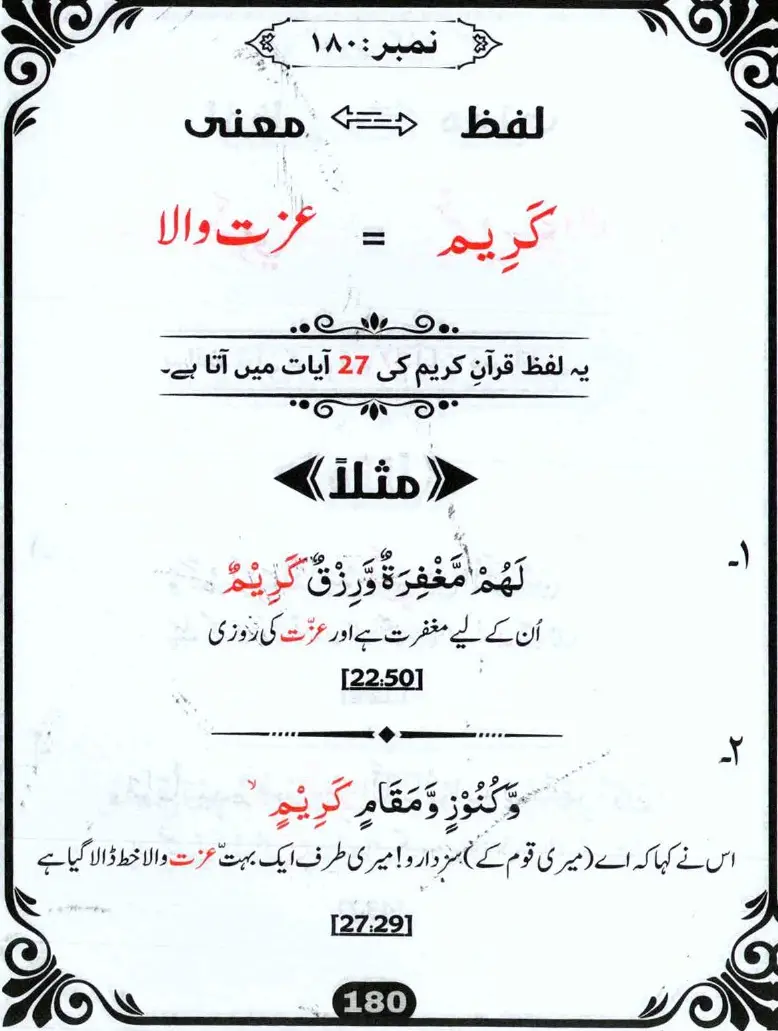 نمبر: ۱۸۰
لفظ معنی
کَرِیم = عزت والا
یہ لفظ قرآنِ کریم کی 27 آیات میں آتا ہے۔
مثلاً
۱۔
لَهُمْ مَّغْفِرَةٌ وَّرِزْقٌ كَرِيْمٌ
اُن کے لیے مغفرت ہے اور عزّت کی روزی
[22:50]
۲۔
وَّكُنُوْزٍ وَّمَقَامٍ كَرِيْمٍ ۙ
اس نے کہا کہ اے (میری قوم کے) سردارو! میری طرف ایک بہت عزت والا خط ڈالا گیا ہے
[27:29]
180